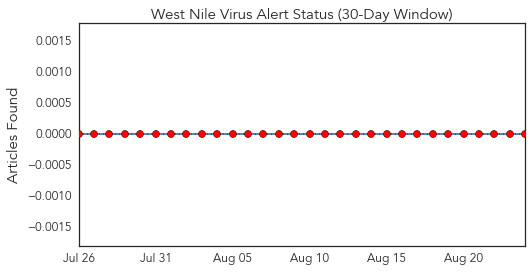 West Nile Virus Alert Status (30-Day Window)
Articles Found
0.0015
0.0010
0.0005
0.0000
−0.0005
−0.0010
−0.0015
Jul 26 Jul 31 Aug 05 Aug 10 Aug 15 Aug 20